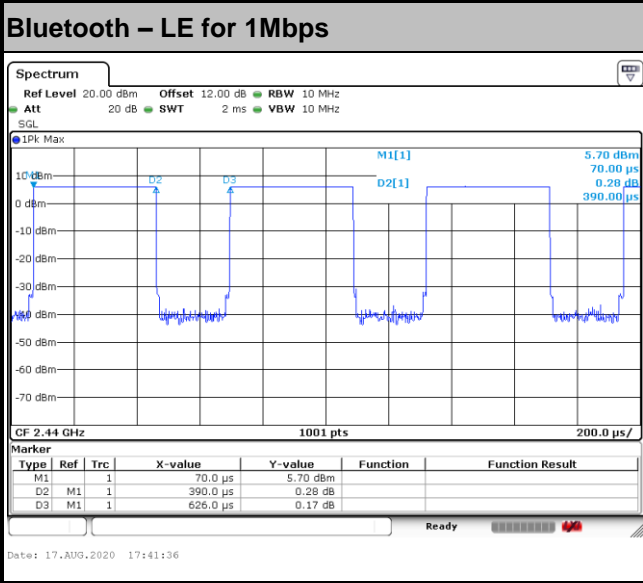 Bluetooth – LE for 1Mbps
Spectrum
Ref Level 20.00 dBm Offset 12.00 dB RBW 10 MHz
Att 20 dB SWT 2 ms VBW 10 MHz
SGL
1Pk Max
M1[1] 5.70 dBm
70.00 µs
D2[1] 0.28 dB
390.00 µs
M1 D2 D3
10 dBm
0 dBm
-10 dBm
-20 dBm
-30 dBm
-40 dBm
-50 dBm
-60 dBm
-70 dBm
CF 2.44 GHz 1001 pts 200.0 µs/
Marker
Type Ref Trc X-value Y-value Function Function Result
M1 1 70.0 µs 5.70 dBm
D2 M1 1 390.0 µs 0.28 dB
D3 M1 1 626.0 µs 0.17 dB
Ready
Date: 17.AUG.2020 17:41:36